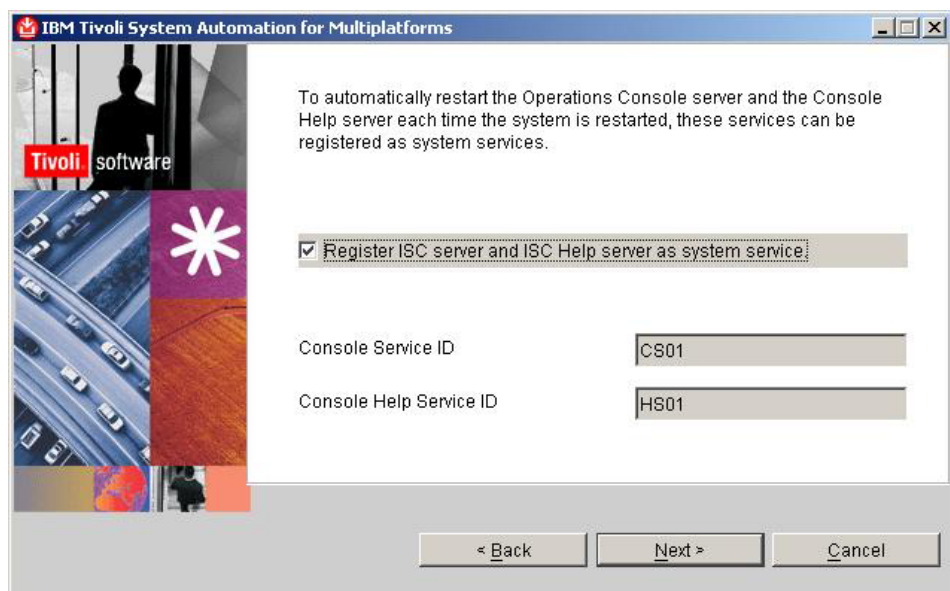 IBM Tivoli System Automation for Multiplatforms
Tivoli. software
To automatically restart the Operations Console server and the Console
Help server each time the system is restarted, these services can be
registered as system services.
Register ISC server and ISC Help server as system service.
Console Service ID
CS01
Console Help Service ID
HS01
< Back
Next >
Cancel